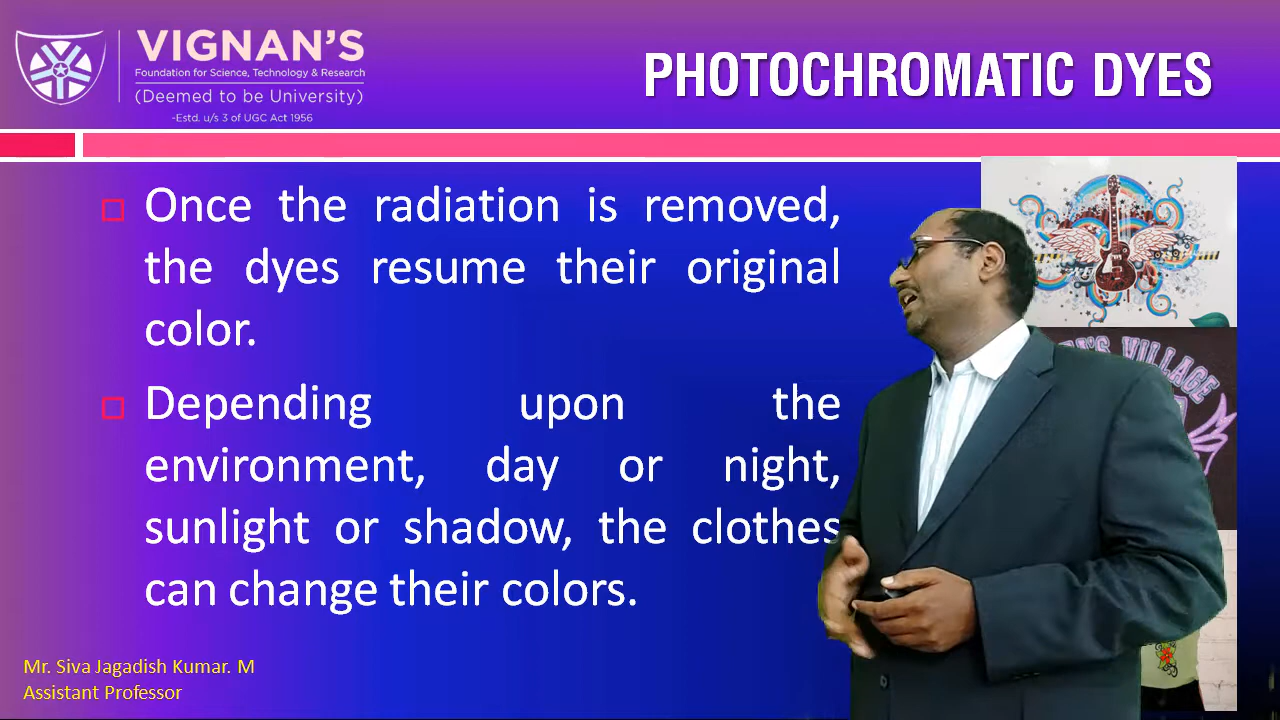 VIGNAN'S
Foundation for Science, Technology & Research
(Deemed to be University)
-Estd. u/s 3 of UGC Act 1956
PHOTOCHROMATIC DYES
Once the radiation is removed,
the dyes resume their original
color.
Depending upon the
environment, day or night,
sunlight or shadow, the clothes
can change their colors.
VILLAGE
Mr. Siva Jagadish Kumar. M
Assistant Professor